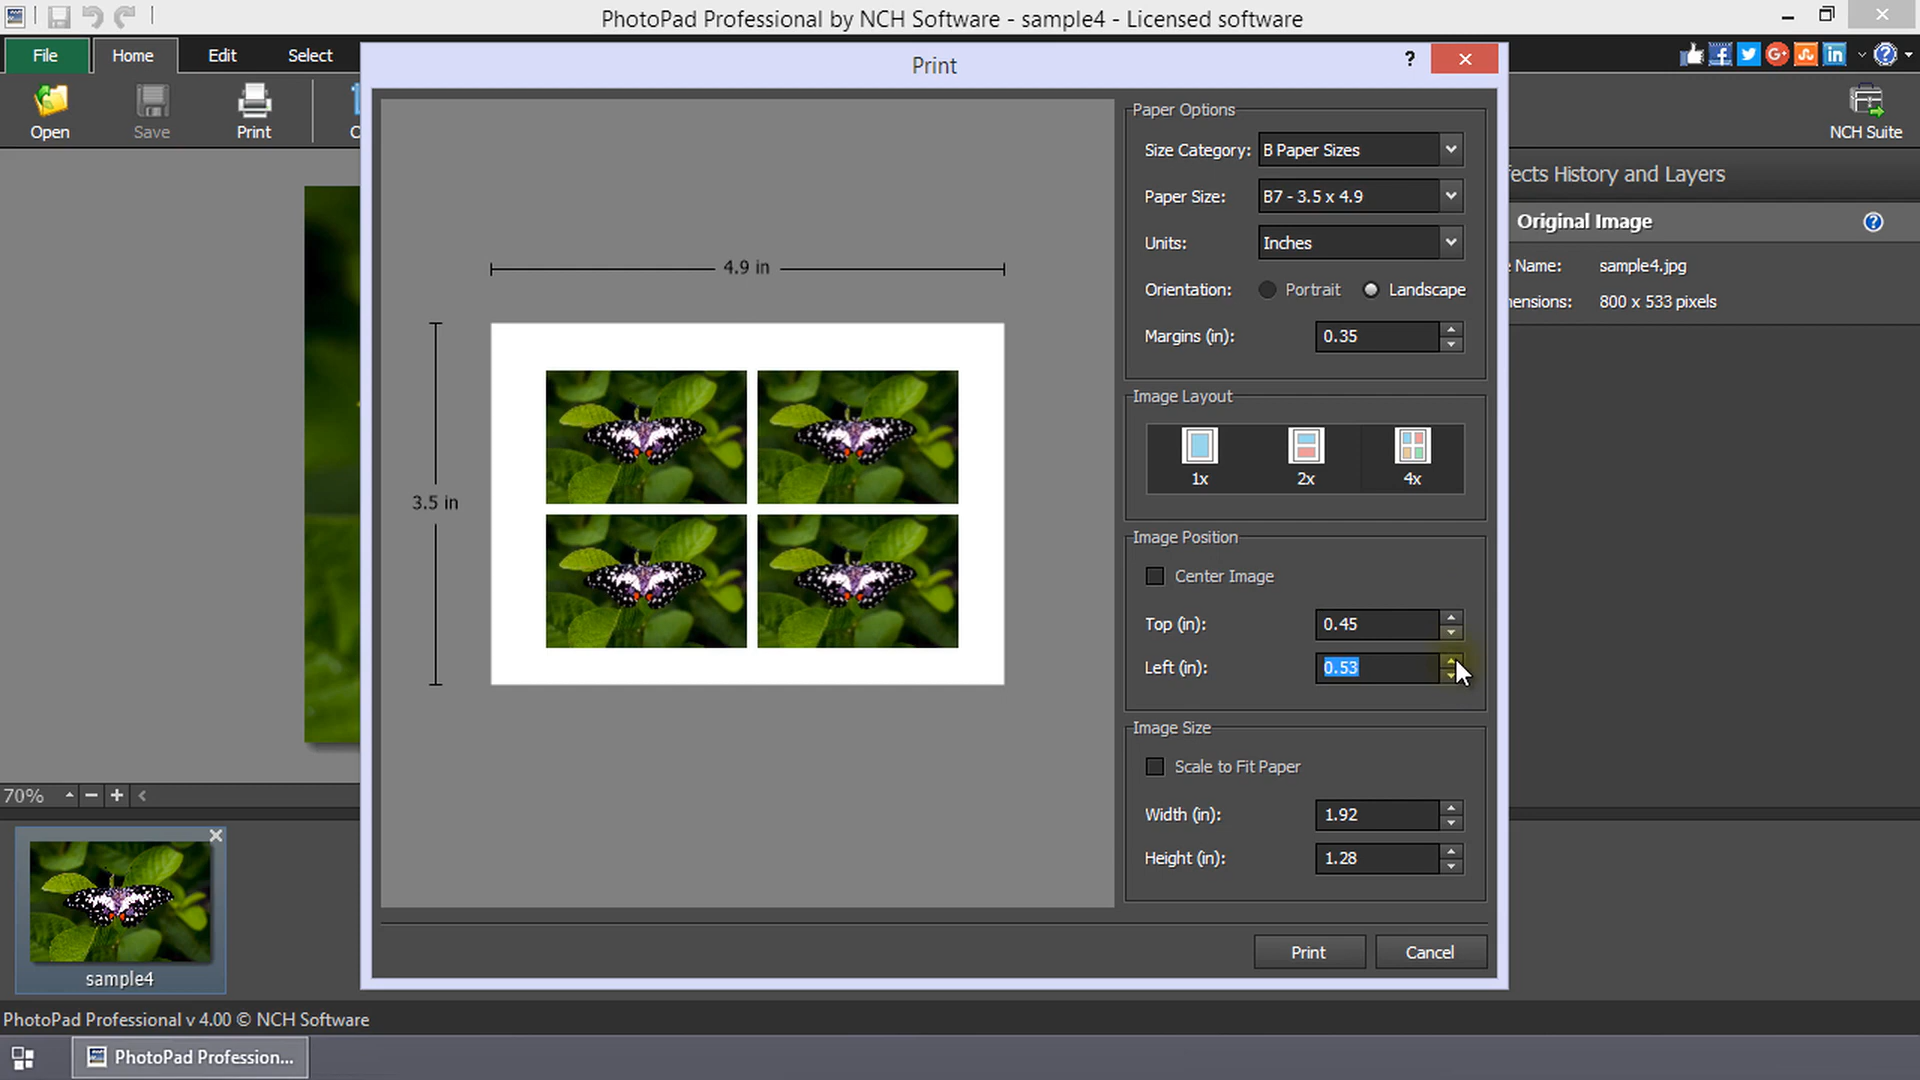 PhotoPad Professional by NCH Software - sample4 - Licensed software
File
Home
Edit
Select
Print
?
Open
Save
Print
NCH Suite
Paper Options
Size Category:
B Paper Sizes
Paper Size:
B7 - 3.5 x 4.9
Units:
Inches
Orientation:
Portrait
Landscape
Margins (in):
0.35
4.9 in
3.5 in
Image Layout
1x
2x
4x
Image Position
Center Image
Top (in):
0.45
Left (in):
0.53
Image Size
Scale to Fit Paper
Width (in):
1.92
Height (in):
1.28
Print
Cancel
fects History and Layers
Original Image
Name:
sample4.jpg
ensions:
800 x 533 pixels
70%
sample4
PhotoPad Professional v 4.00 © NCH Software
PhotoPad Profession...